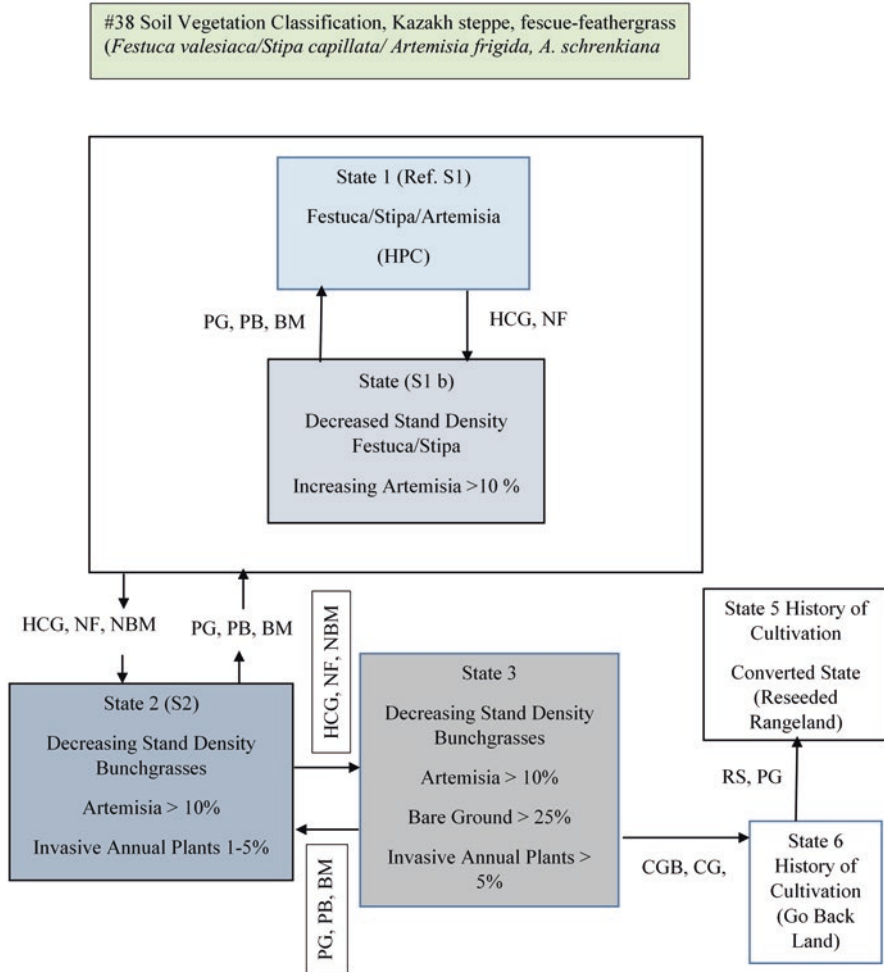 #38 Soil Vegetation Classification, Kazakh steppe, fescue-feathergrass
(Festuca valesiaca/Stipa capillata/ Artemisia frigida, A. schrenkiana
State 1 (Ref. S1)
Festuca/Stipa/Artemisia
(HPC)
PG, PB, BM
HCG, NF
State (S1 b)
Decreased Stand Density
Festuca/Stipa
Increasing Artemisia >10 %
HCG, NF, NBM
PG, PB, BM
HCG, NF, NBM
State 2 (S2)
Decreasing Stand Density
Bunchgrasses
Artemisia > 10%
Invasive Annual Plants 1-5%
PG, PB, BM
State 3
Decreasing Stand Density
Bunchgrasses
Artemisia > 10%
Bare Ground > 25%
Invasive Annual Plants >
5%
CGB, CG,
State 5 History of
Cultivation
Converted State
(Reseeded
Rangeland)
RS, PG
State 6
History of
Cultivation
(Go Back
Land)